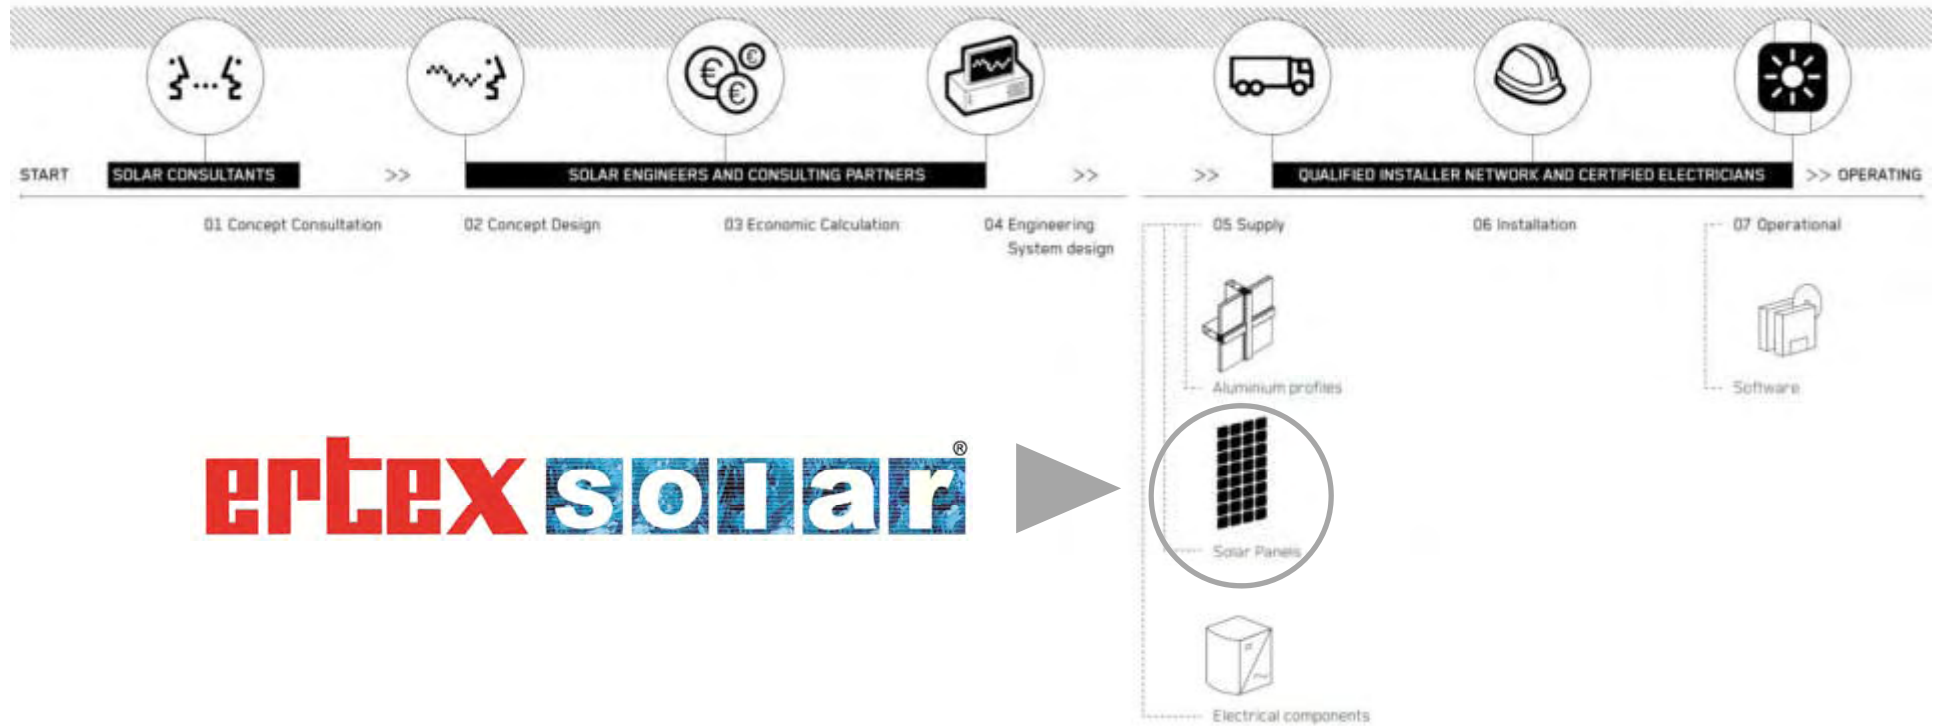 START
SOLAR CONSULTANTS
>>
SOLAR ENGINEERS AND CONSULTING PARTNERS
>>
>>
QUALIFIED INSTALLER NETWORK AND CERTIFIED ELECTRICIANS
>> OPERATING
01 Concept Consultation
02 Concept Design
03 Economic Calculation
04 Engineering
System design
05 Supply
06 Installation
07 Operational
Aluminium profiles
Software
ertex solar®
Solar Panels
Electrical components